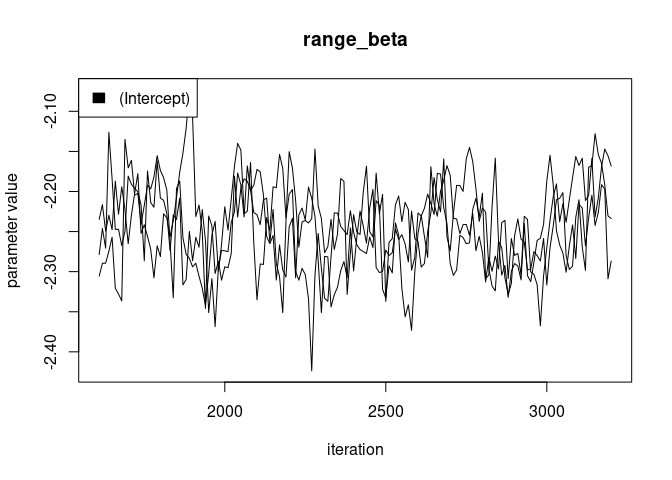 range_beta
(Intercept)
-2.10
-2.20
-2.30
-2.40
parameter value
2000
2500
3000
iteration